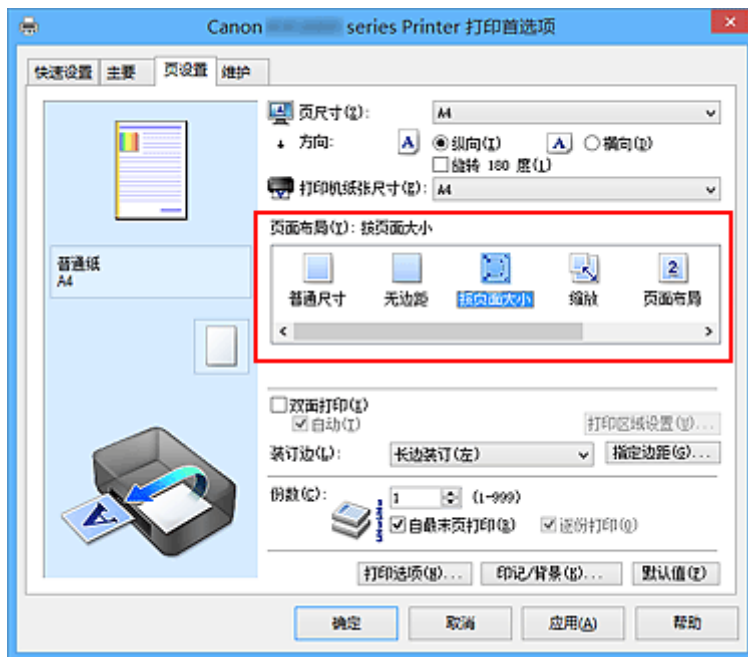 Canon series Printer 打印首选项
快速设置 主要 页设置 维护
页尺寸(Z): A4
方向: A 纵向(I) A 横向(D)
旋转 180 度(L)
打印机纸张尺寸(E): A4
页面布局(Y): 按页面大小
普通尺寸 无边距 按页面大小 缩放 页面布局
普通纸
A4
双面打印(X)
自动(T)
打印区域设置(U)...
装订边(L): 长边装订(左) 指定边距(G)...
份数(C): 1 (1-999)
自最末页打印(R) 逐份打印(O)
打印选项(N)... 印记/背景(K)... 默认值(F)
确定 取消 应用(A) 帮助